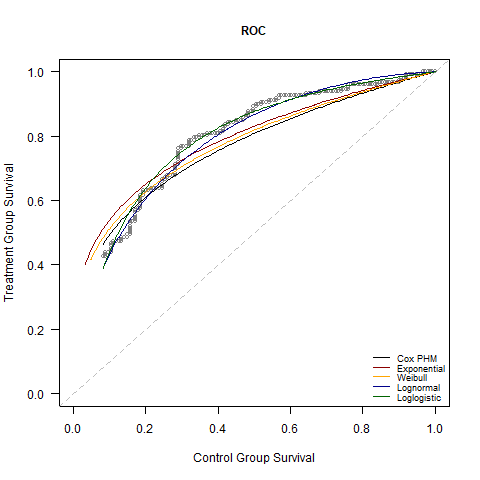 ROC
Treatment Group Survival
1.0
0.8
0.6
0.4
0.2
0.0
Cox PHM
Exponential
Weibull
Lognormal
Loglogistic
0.0 0.2 0.4 0.6 0.8 1.0
Control Group Survival